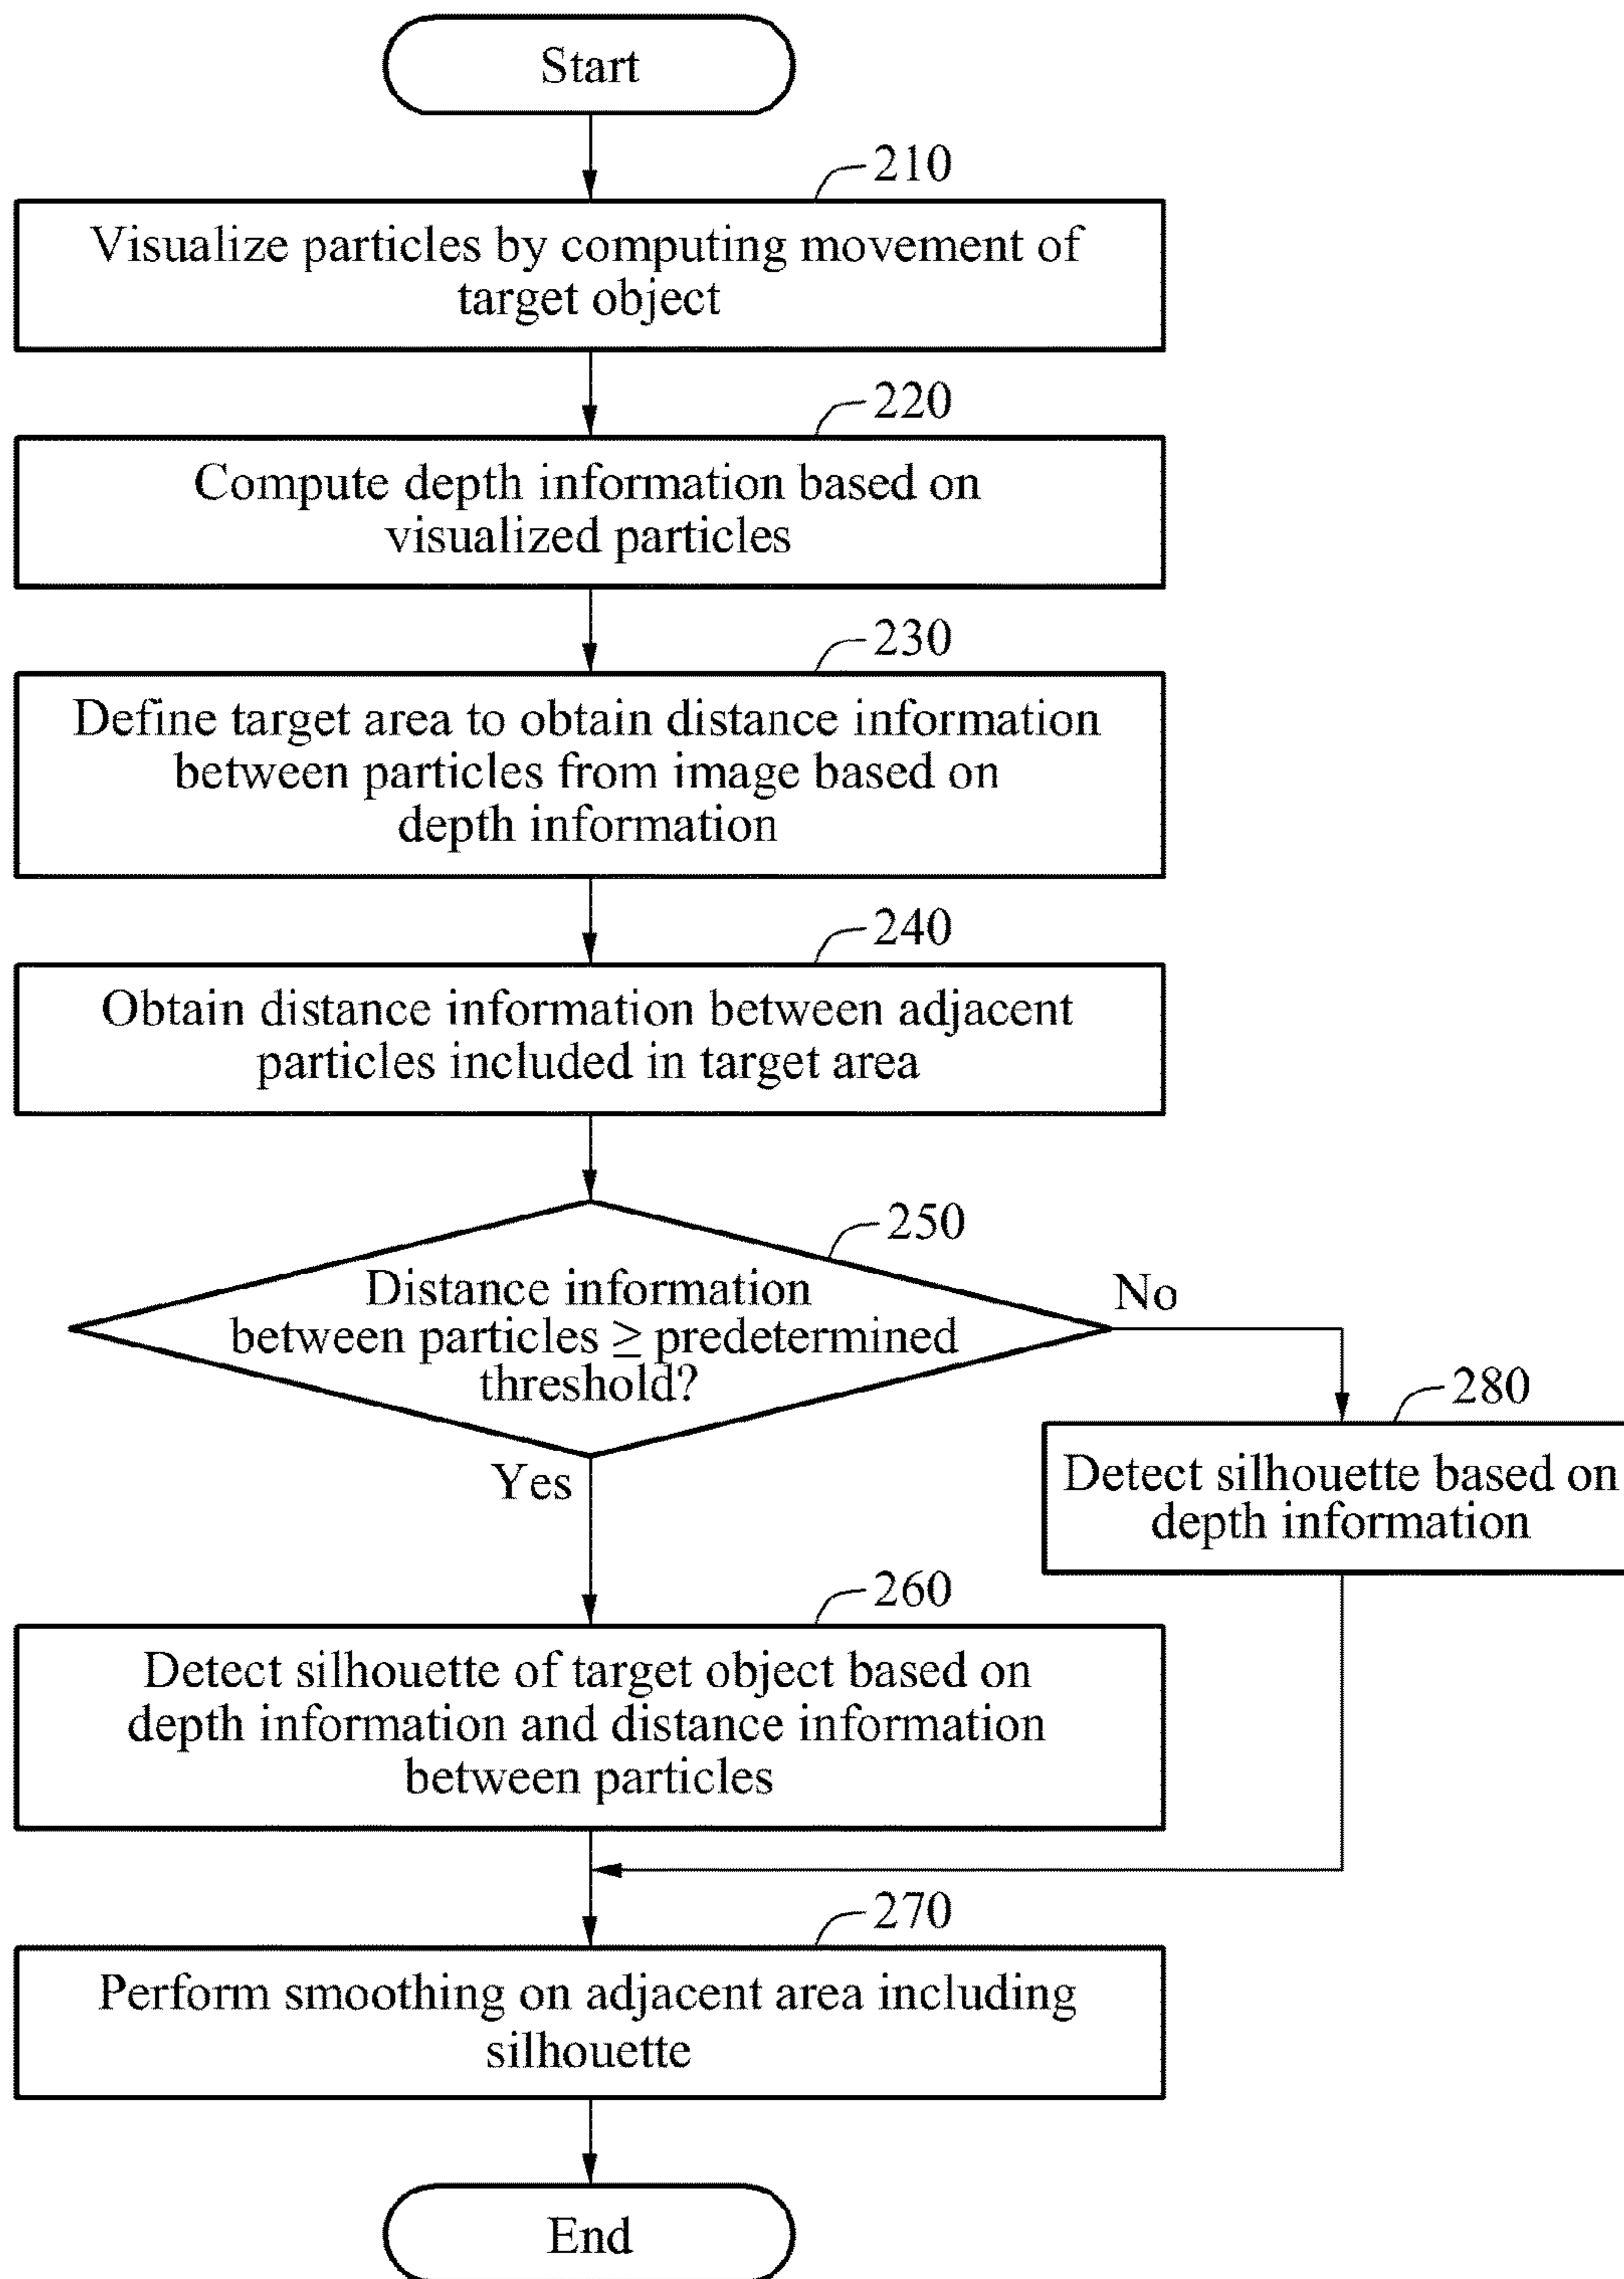 Start
210
Visualize particles by computing movement of
target object
220
Compute depth information based on
visualized particles
230
Define target area to obtain distance information
between particles from image based on
depth information
240
Obtain distance information between adjacent
particles included in target area
250
Distance information
between particles ≥ predetermined
threshold?
No
Yes
280
Detect silhouette based on
depth information
260
Detect silhouette of target object based on
depth information and distance information
between particles
270
Perform smoothing on adjacent area including
silhouette
End